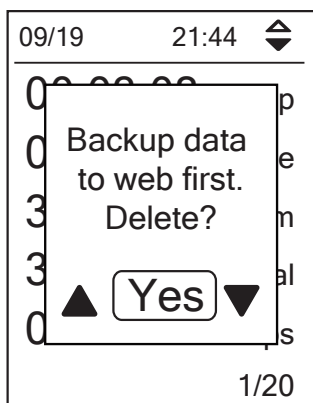 09/19 21:44
Backup data
to web first.
Delete?
Yes
1/20